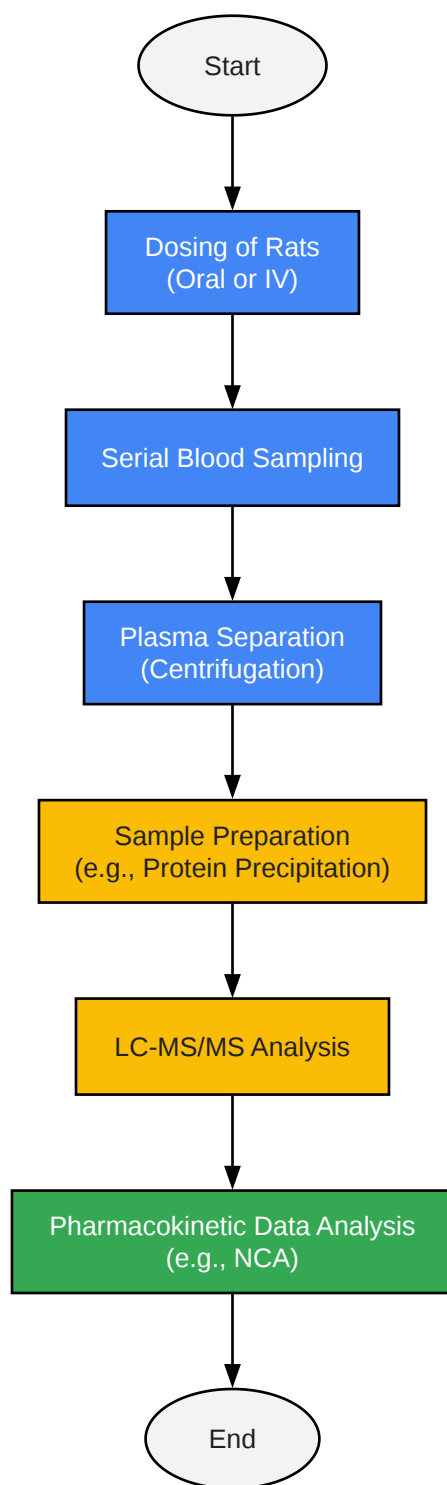 Start
Dosing of Rats
(Oral or IV)
Serial Blood Sampling
Plasma Separation
(Centrifugation)
Sample Preparation
(e.g., Protein Precipitation)
LC-MS/MS Analysis
Pharmacokinetic Data Analysis
(e.g., NCA)
End